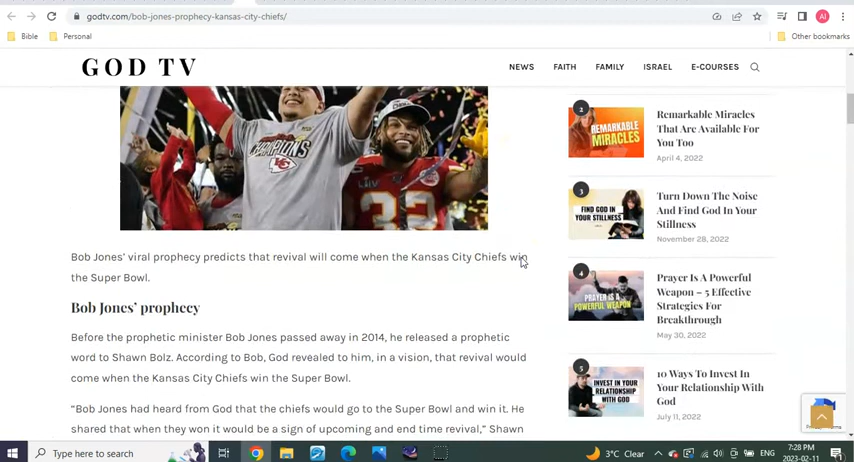 godtv.com/bob-jones-prophecy-kansas-city-chiefs/
AI
Bible
Personal
Other bookmarks
GOD TV
NEWS
FAITH
FAMILY
ISRAEL
E-COURSES
CHAMPIONS
LIV
32
Bob Jones' viral prophecy predicts that revival will come when the Kansas City Chiefs win
the Super Bowl.
Bob Jones' prophecy
Before the prophetic minister Bob Jones passed away in 2014, he released a prophetic
word to Shawn Bolz. According to Bob, God revealed to him, in a vision, that revival would
come when the Kansas City Chiefs win the Super Bowl.
"Bob Jones had heard from God that the chiefs would go to the Super Bowl and win it. He
shared that when they won it would be a sign of upcoming and end time revival," Shawn
2
REMARKABLE
MIRACLES
Remarkable Miracles
That Are Available For
You Too
April 4, 2022
3
FIND GOD IN
YOUR STILLNESS
Turn Down The Noise
And Find God In Your
Stillness
November 28, 2022
4
PRAYER IS A
POWERFUL
WEAPON
Prayer Is A Powerful
Weapon – 5 Effective
Strategies For
Breakthrough
May 30, 2022
5
INVEST IN
YOUR
RELATIONSHIP
WITH GOD
10 Ways To Invest In
Your Relationship With
God
July 11, 2022
Type here to search
3°C Clear
ENG
7:28 PM
2023-02-11